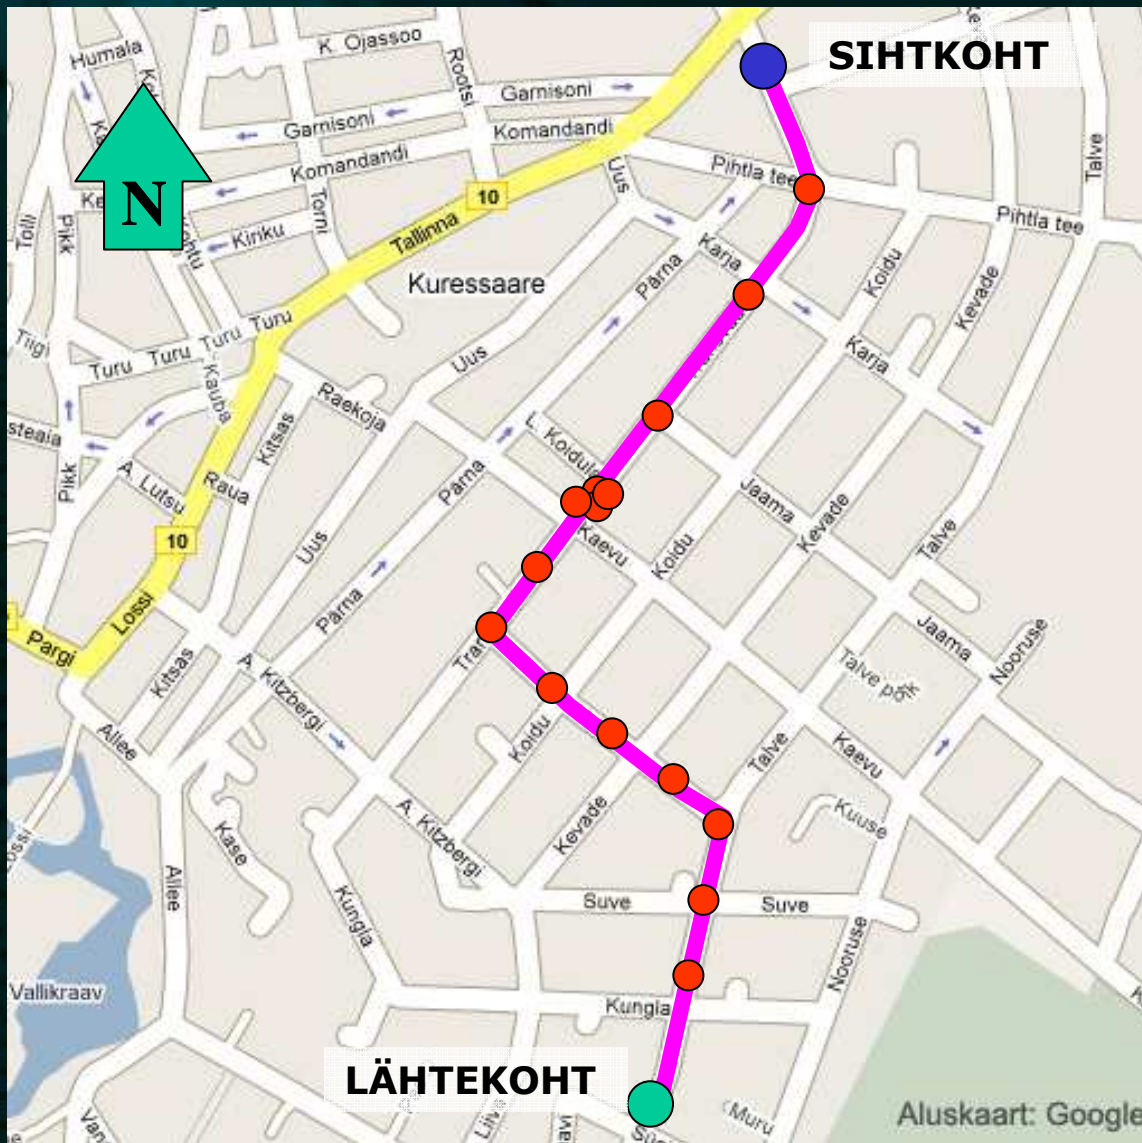 SIHTKOHT
Humala
K. Ojassoo
Rootsi
Garnisoni
Garnisoni
Komandandi
Komandandi
Talve
Uus
Pihtla tee
Pihtla tee
N
10
Torni
Kiriku
Tolli
Pikk
Tallinna
Kuressaare
Karja
Pärna
Koidu
Kevade
Tiigi
Turu
Turu
Turu
Turu
Uus
Karja
Kauba
Raekoja
Kitsas
L. Koidula
A. Lutsu
Raua
Pikk
Pärna
Jaama
Kevade
10
Uus
Kaevu
Koidu
Talve
Lossi
Pärna
Pargi
Jaama
Nooruse
Kitsas
A. Kitzbergi
Talve põik
Allee
Koidu
Talve
Kaevu
A. Kitzbergi
Kevade
Kuuse
Kase
Allee
Suve
Suve
Kungla
Nooruse
Vallikraav
Kungla
LÄHTEKOHT
Muru
Aluskaart: Google